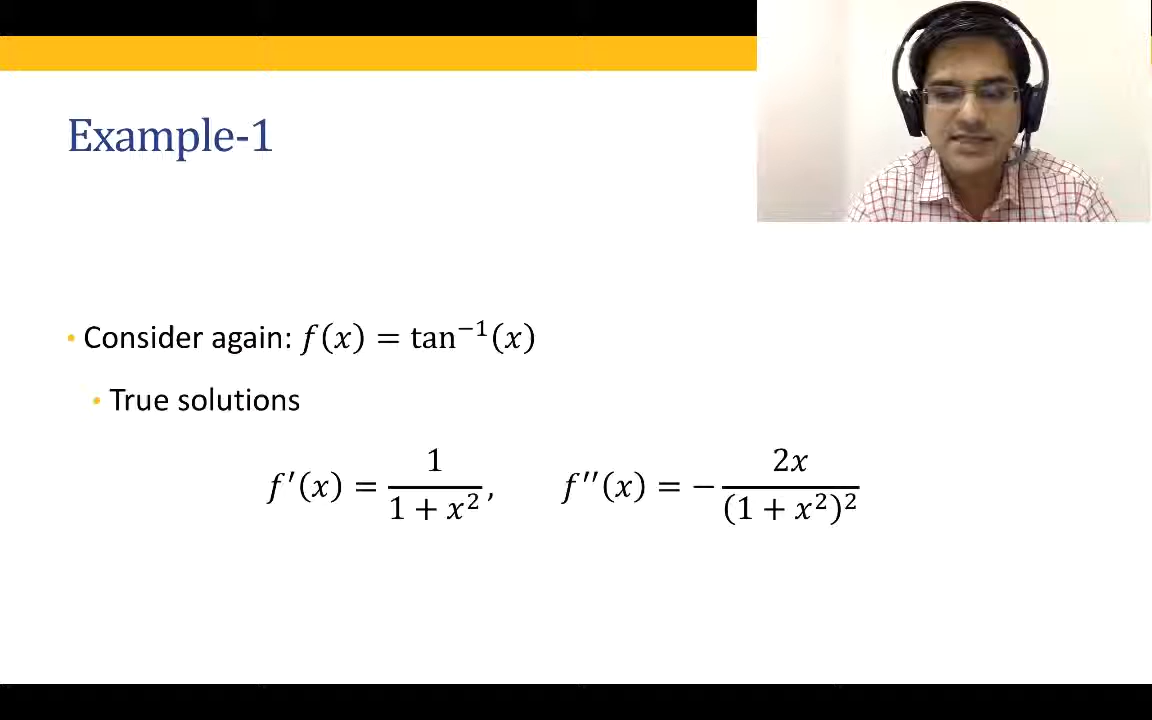 Example-1
• Consider again: f(x) = tan⁻¹(x)
• True solutions
f′(x) = 1/(1 + x²),   f′′(x) = − 2x/(1 + x²)²